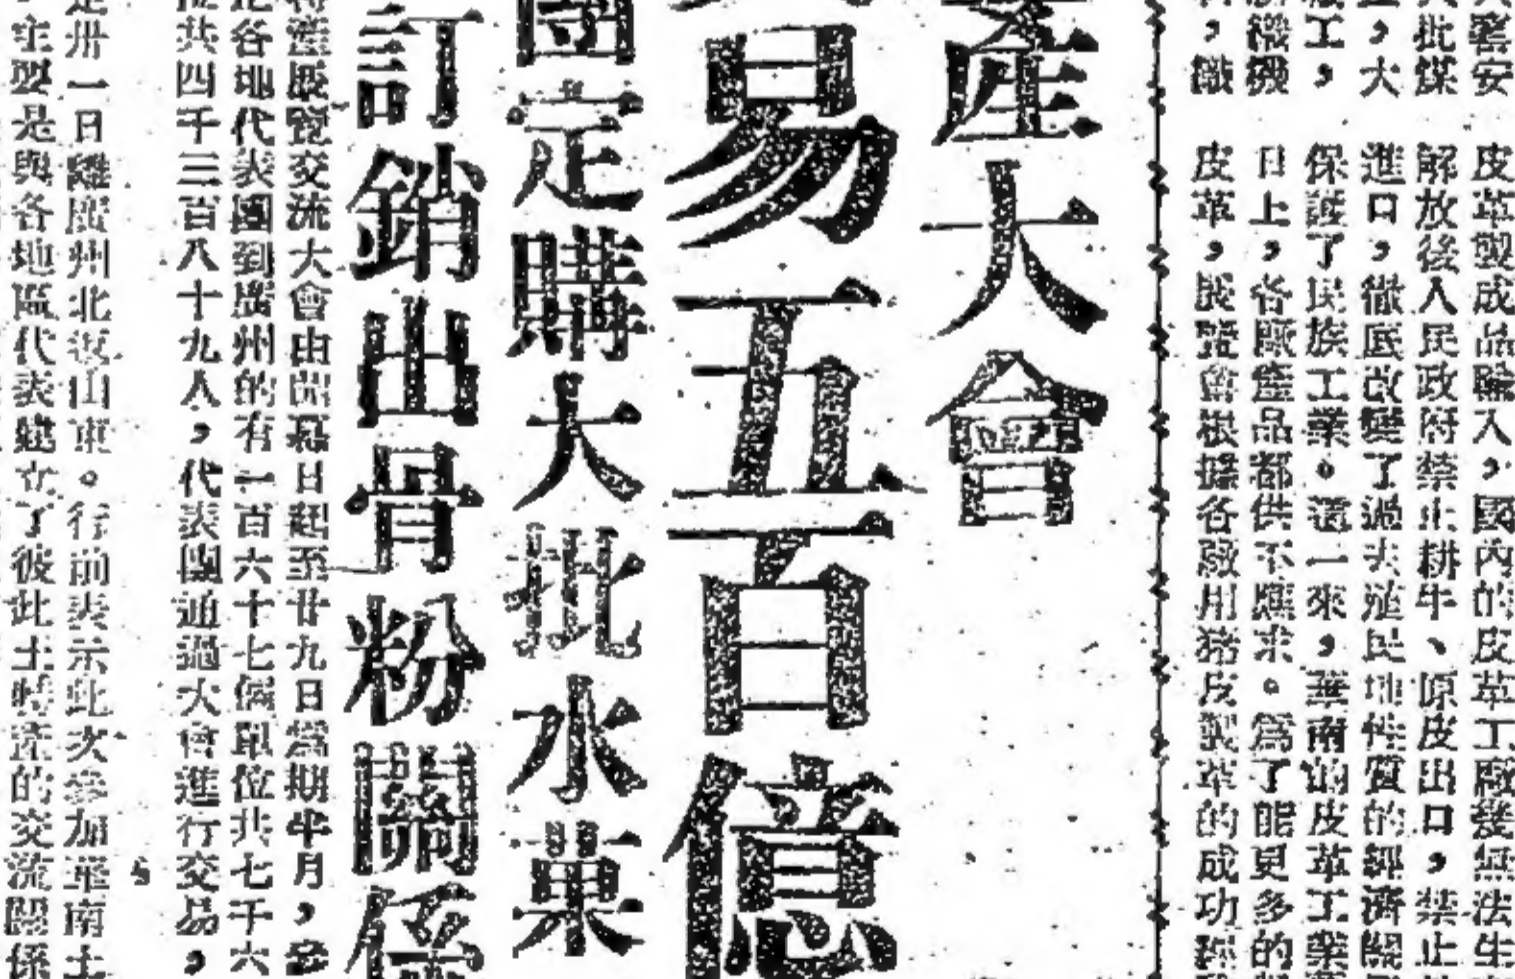 皮革製成品輸入，國內的皮革工廠幾無法生
解放後人民政府禁止耕牛、原皮出口，禁止
進口，徹底改變了過去殖民地性質的經濟關
保護了民族工業。這一來，華南的皮革工業
日上，各廠產品都供不應求。為了能更多的
皮革，展覽會根據各廠用豬皮製革的成功
產大會
易五百億
團定購大批水菓
訂銷出骨粉關係
展覽交流大會由開幕日起至廿九日為期半月，參
各地代表團到廣州的有一百六十七個單位共七千六
共四千三百八十九人，代表團通過大會進行交易，
卅一日離廣州北返山東。行前表示此次參加華南土
主要是與各地區代表建立了彼此土特產的交流關係